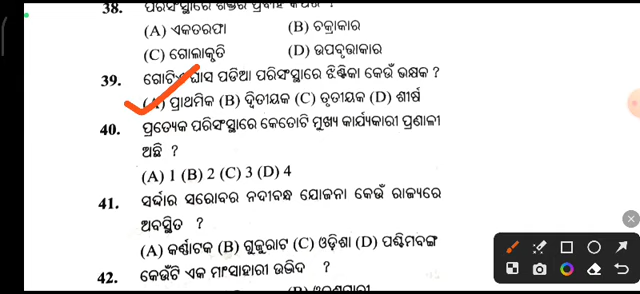 38. ପରିସଂସ୍ଥାରେ ଶକ୍ତିର ପ୍ରବାହ
(A) ଏକତରଫା (B) ଚକ୍ରାକାର
(C) ଗୋଲାକୃତି (D) ଉପବୃତ୍ତାକାର
39. ଗୋଟିଏ ଘାସ ପଡିଆ ପରିସଂସ୍ଥାରେ ଝିଣ୍ଟିକା କେଉଁ ଭକ୍ଷକ ?
(A) ପ୍ରାଥମିକ (B) ଦ୍ୱିତୀୟକ (C) ତୃତୀୟକ (D) ଶୀର୍ଷ
40. ପ୍ରତ୍ୟେକ ପରିସଂସ୍ଥାରେ କେତୋଟି ମୁଖ୍ୟ କାର୍ଯ୍ୟକାରୀ ପ୍ରଣାଳୀ
ଅଛି ?
(A) 1 (B) 2 (C) 3 (D) 4
41. ସର୍ଦ୍ଦାର ସରୋବର ନଦୀବନ୍ଧ ଯୋଜନା କେଉଁ ରାଜ୍ୟରେ
ଅବସ୍ଥିତ ?
(A) କର୍ଣ୍ଣାଟକ (B) ଗୁଜୁରାଟ (C) ଓଡ଼ିଶା (D) ପଶ୍ଚିମବଙ୍ଗ
42. କେଉଁଟି ଏକ ମାଂସାହାରୀ ଉଦ୍ଭିଦ ?